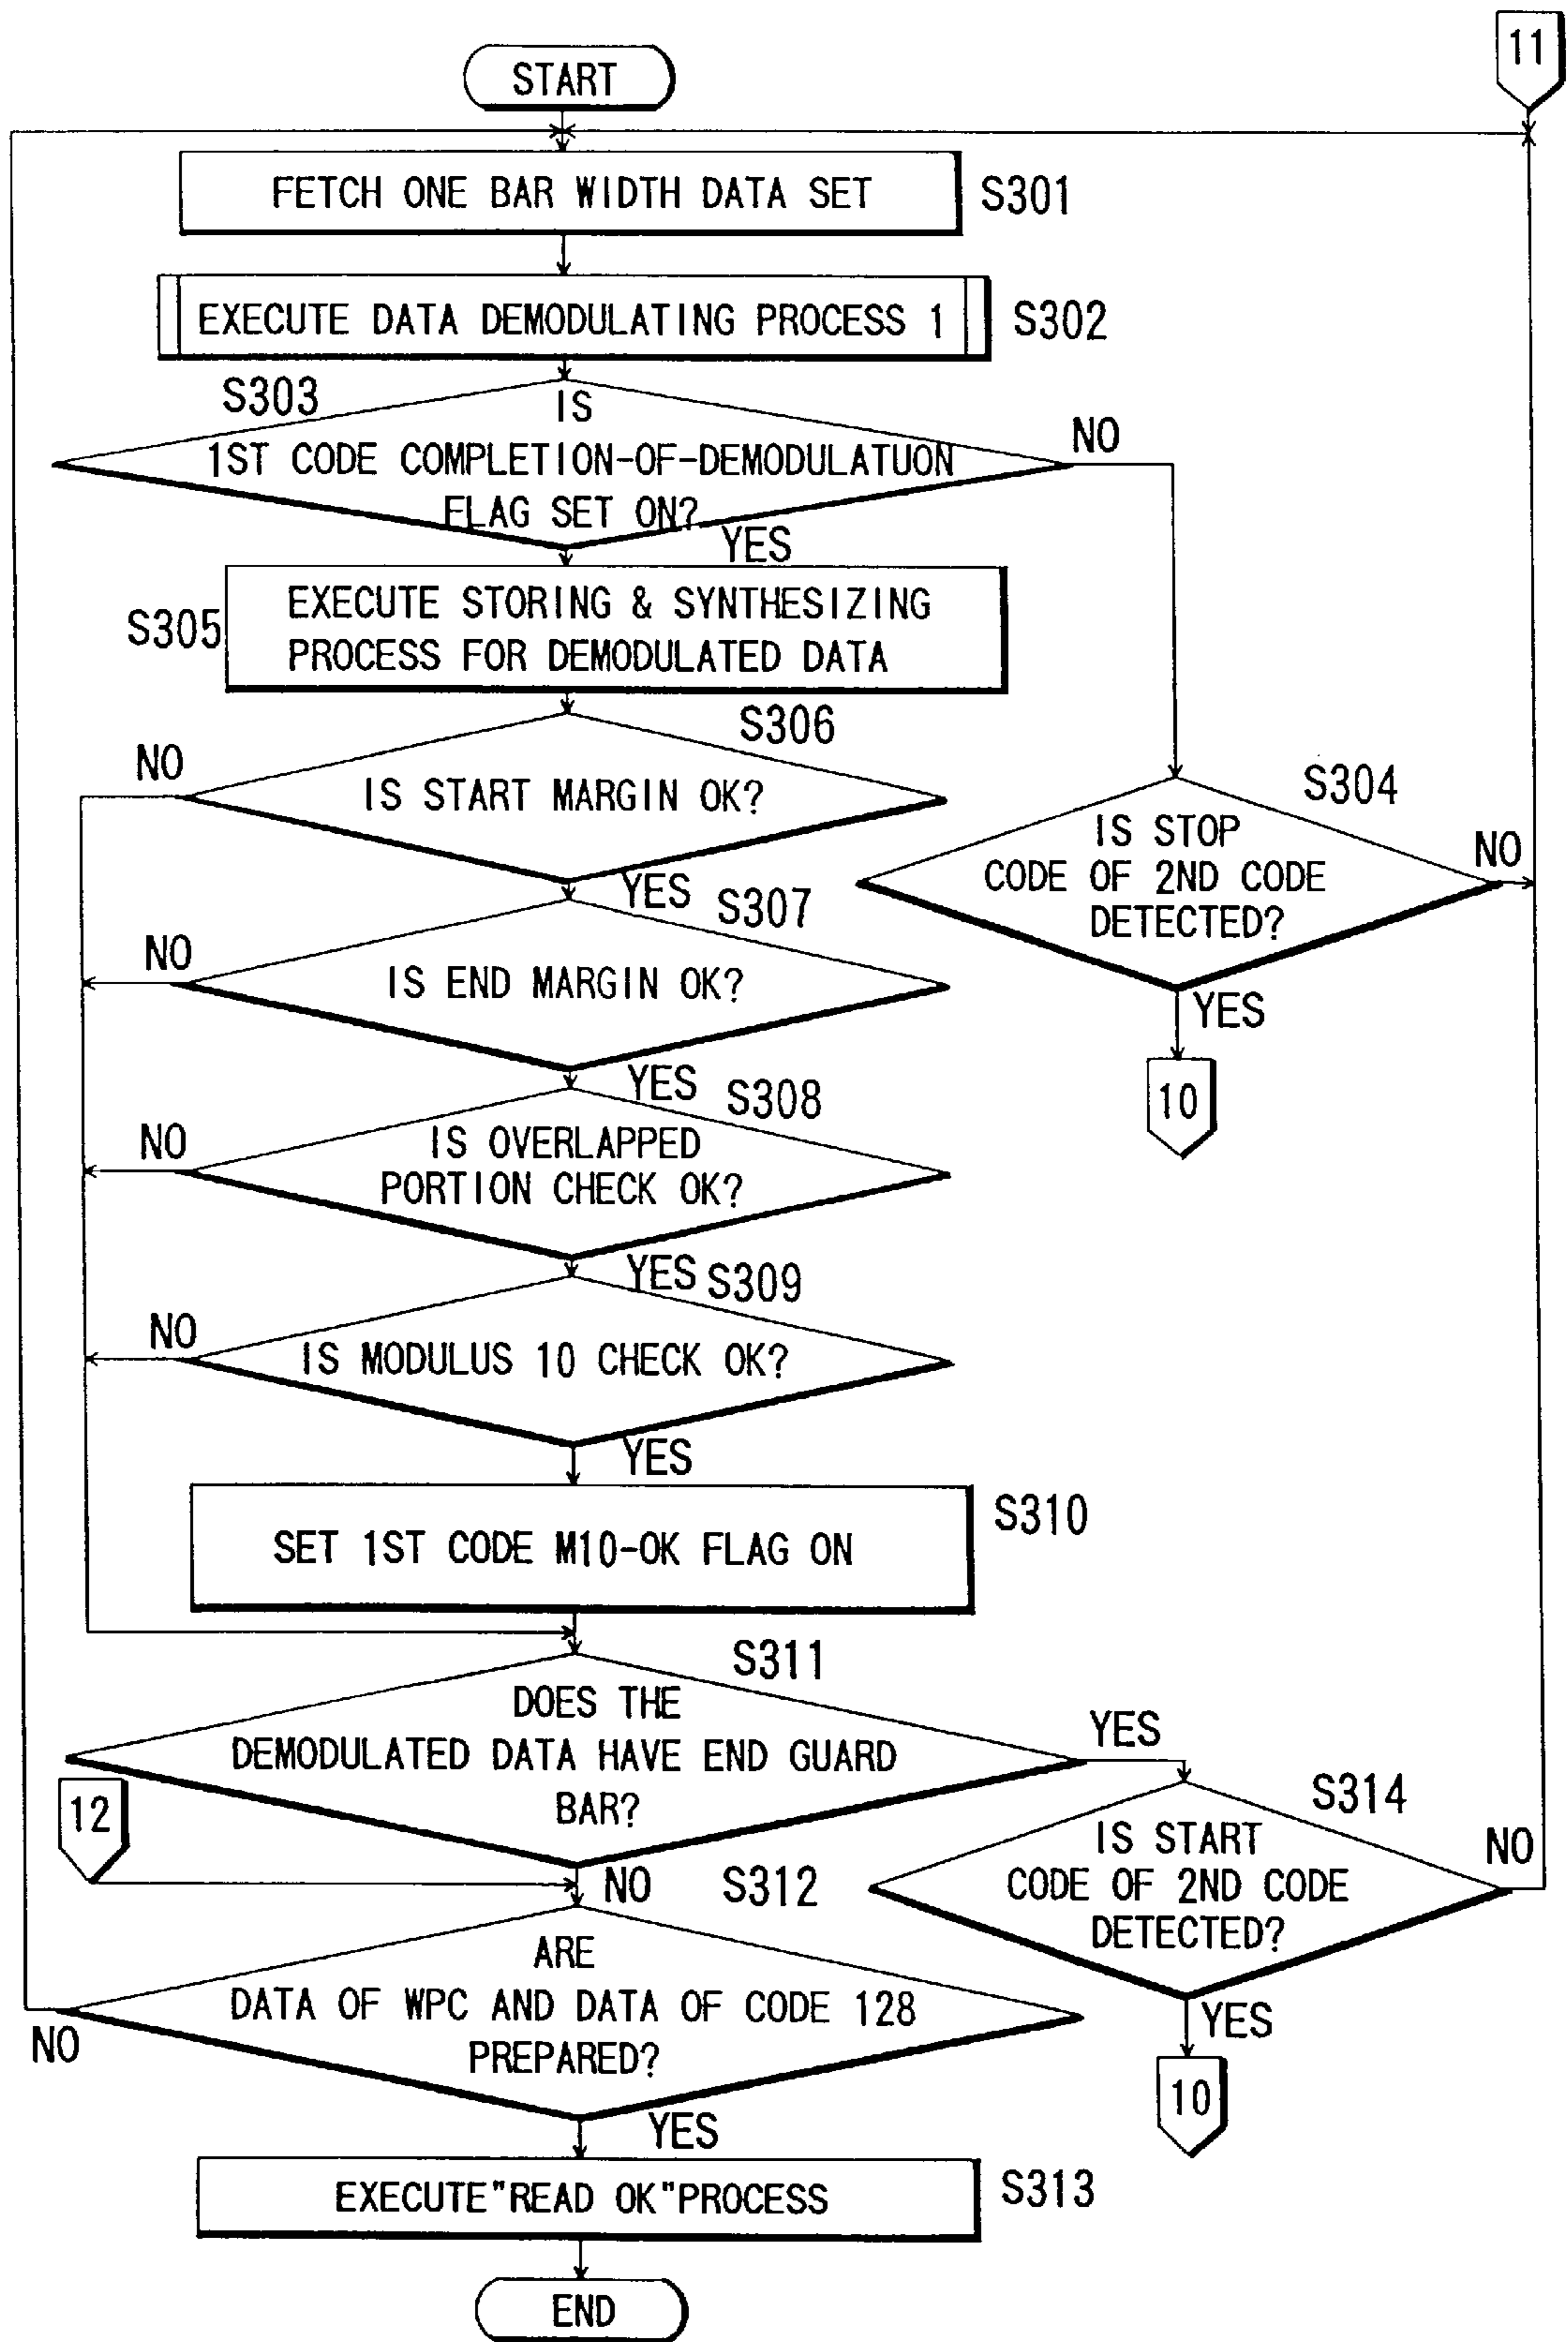 11
START
FETCH ONE BAR WIDTH DATA SET
S301
EXECUTE DATA DEMODULATING PROCESS 1
S302
S303
IS
1ST CODE COMPLETION-OF-DEMODULATUON
FLAG SET ON?
NO
YES
S305
EXECUTE STORING & SYNTHESIZING
PROCESS FOR DEMODULATED DATA
S306
NO
IS START MARGIN OK?
YES
S304
IS STOP
CODE OF 2ND CODE
DETECTED?
NO
YES
10
S307
NO
IS END MARGIN OK?
YES
S308
NO
IS OVERLAPPED
PORTION CHECK OK?
YES
S309
NO
IS MODULUS 10 CHECK OK?
YES
SET 1ST CODE M10-OK FLAG ON
S310
S311
DOES THE
DEMODULATED DATA HAVE END GUARD
BAR?
YES
NO
12
S314
IS START
CODE OF 2ND CODE
DETECTED?
NO
YES
10
S312
ARE
DATA OF WPC AND DATA OF CODE 128
PREPARED?
NO
YES
EXECUTE"READ OK"PROCESS
S313
END